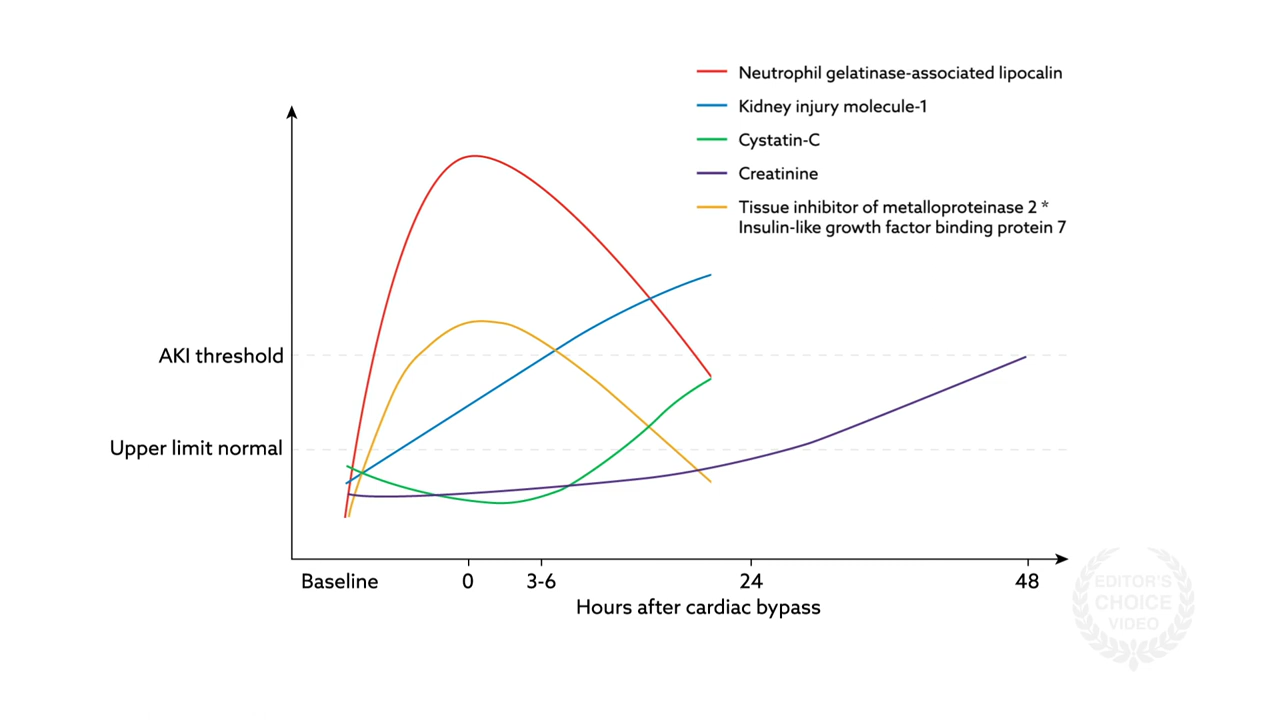 Neutrophil gelatinase-associated lipocalin
Kidney injury molecule-1
Cystatin-C
Creatinine
Tissue inhibitor of metalloproteinase 2 *
Insulin-like growth factor binding protein 7
AKI threshold
Upper limit normal
Baseline 0 3-6 24 48
Hours after cardiac bypass
EDITOR'S
CHOICE
VIDEO